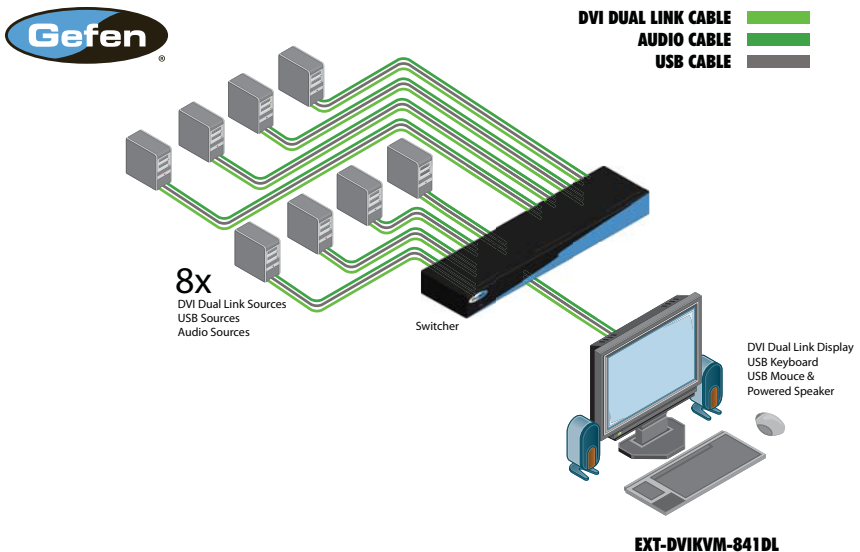 Gefen
®
DVI DUAL LINK CABLE
AUDIO CABLE
USB CABLE
8x
DVI Dual Link Sources
USB Sources
Audio Sources
Switcher
DVI Dual Link Display
USB Keyboard
USB Mouce &
Powered Speaker
EXT-DVIKVM-841DL